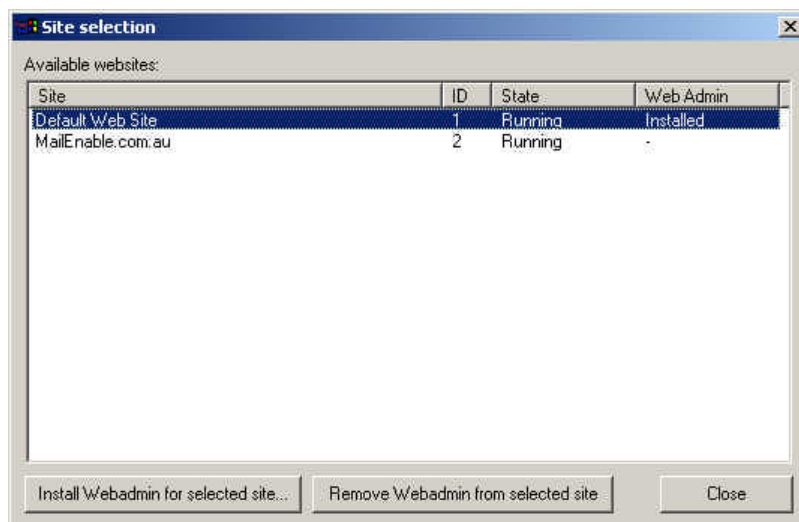 Site selection
Available websites:
Site ID State Web Admin
Default Web Site 1 Running Installed
MailEnable.com.au 2 Running -
Install Webadmin for selected site... Remove Webadmin from selected site Close